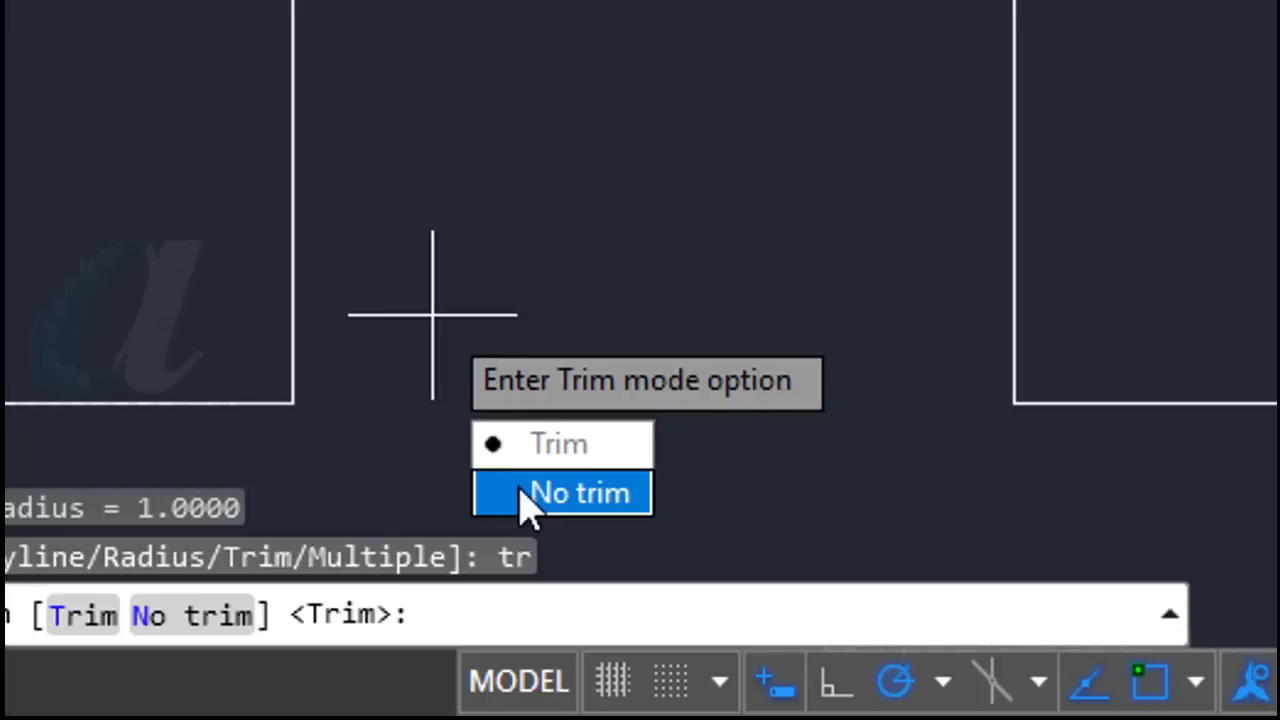 Enter Trim mode option
Trim
No trim
adius = 1.0000
yline/Radius/Trim/Multiple]: tr
[Trim No trim] <Trim>:
MODEL